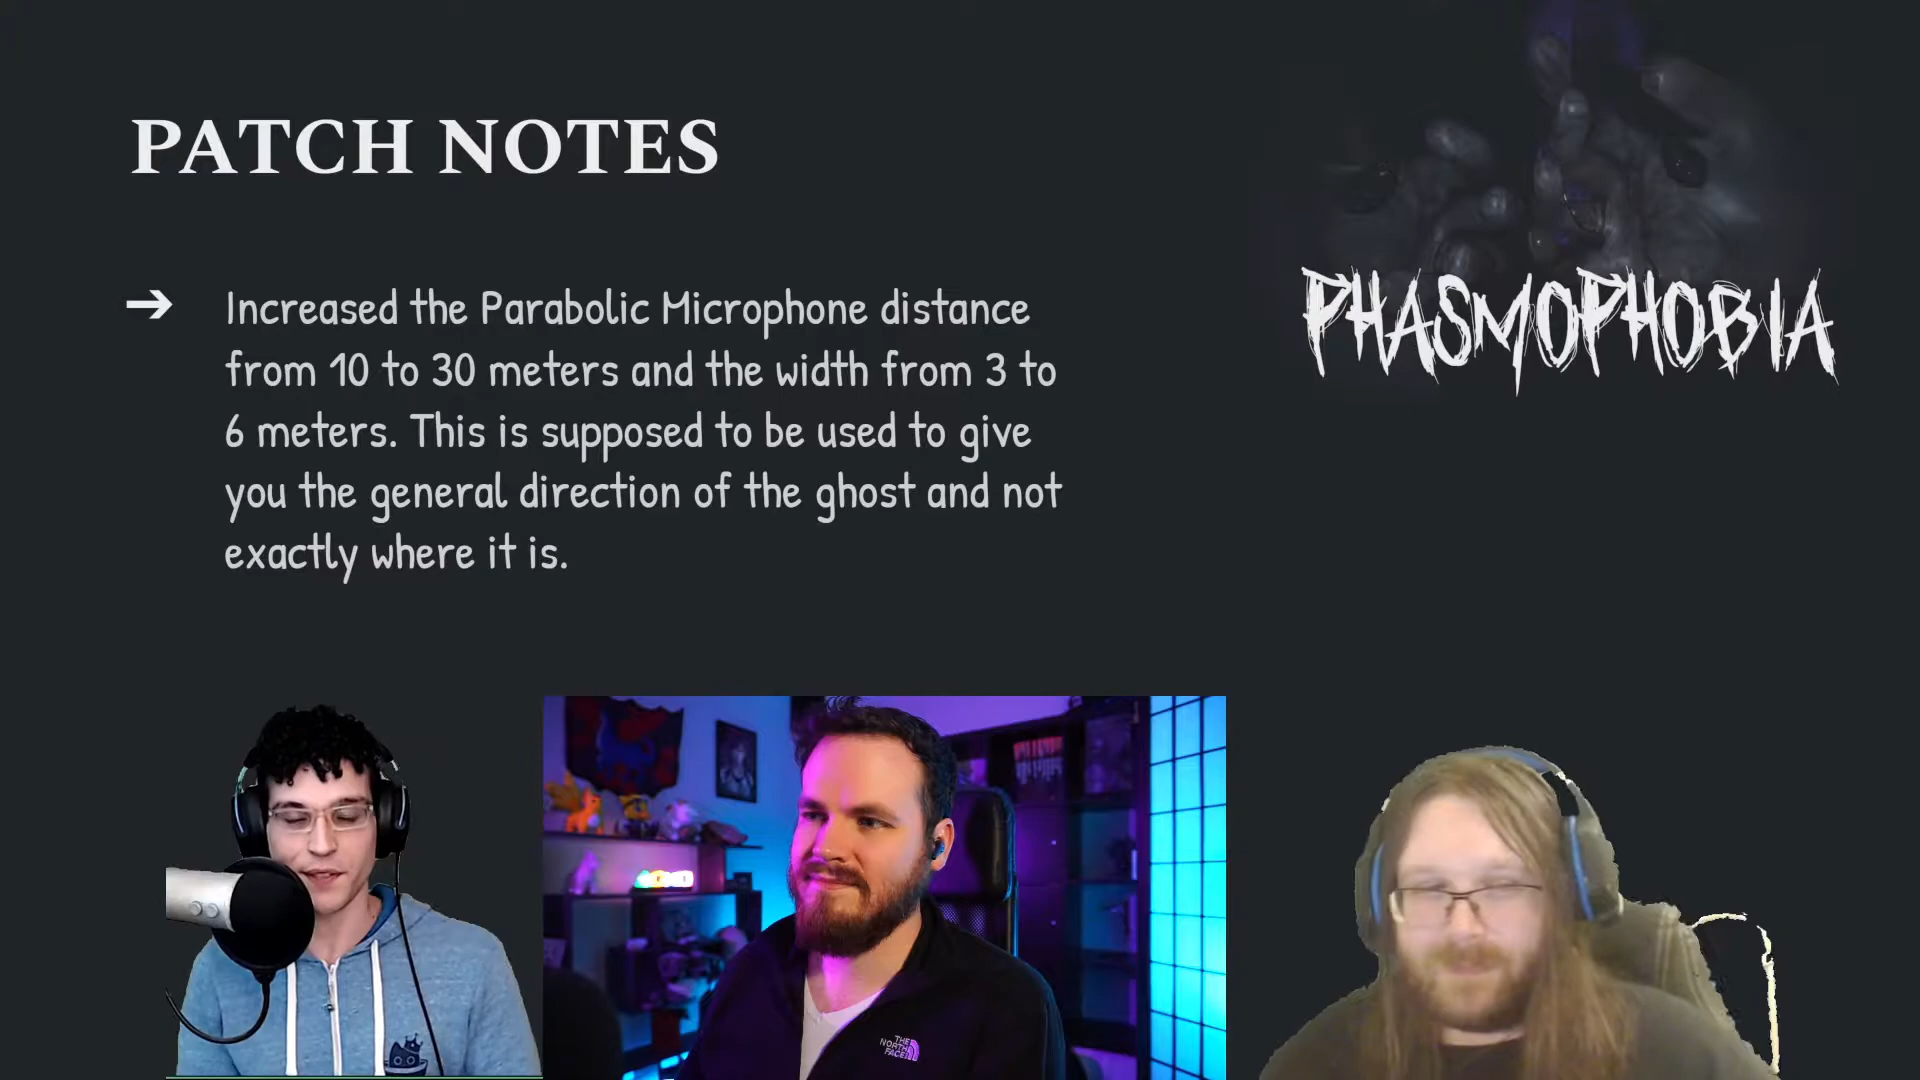 PATCH NOTES
PHASMOPHOBIA
➔ Increased the Parabolic Microphone distance
from 10 to 30 meters and the width from 3 to
6 meters. This is supposed to be used to give
you the general direction of the ghost and not
exactly where it is.
THE
NORTH
FACE